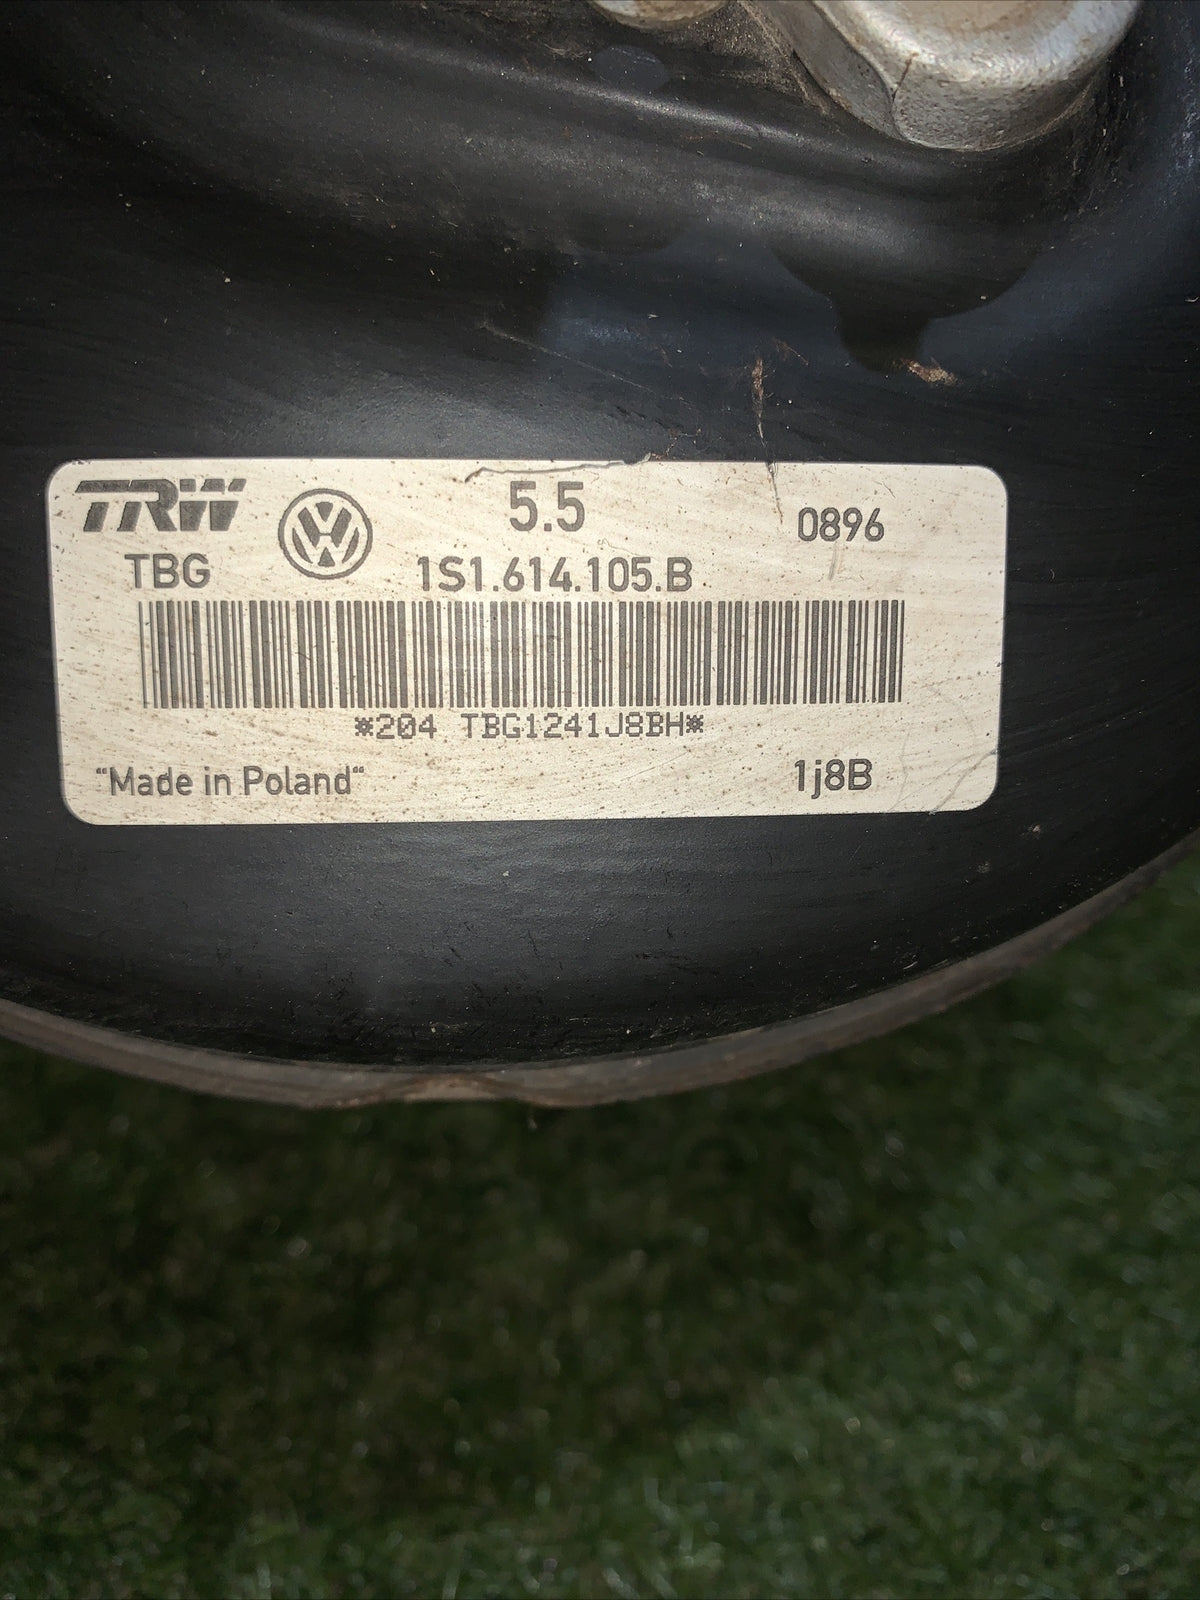 TRW 5.5 0896
TBG 1S1.614.105.B
*204 TBG1241J8BH*
“Made in Poland“ 1j8B